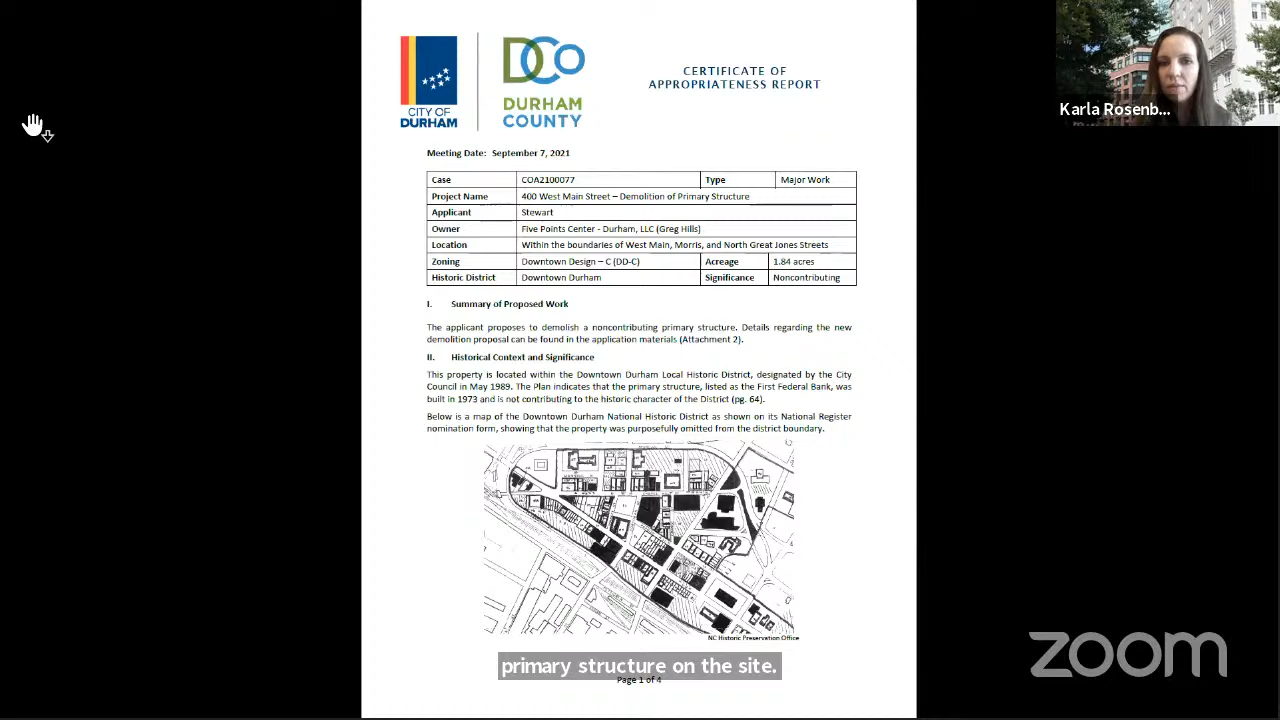 CITY OF
DURHAM
DCo
DURHAM
COUNTY
CERTIFICATE OF
APPROPRIATENESS REPORT
Karla Rosenb...
Meeting Date: September 7, 2021
Case COA2100077 Type Major Work
Project Name 400 West Main Street – Demolition of Primary Structure
Applicant Stewart
Owner Five Points Center - Durham, LLC (Greg Hills)
Location Within the boundaries of West Main, Morris, and North Great Jones Streets
Zoning Downtown Design – C (DD-C) Acreage 1.84 acres
Historic District Downtown Durham Significance Noncontributing
I. Summary of Proposed Work
The applicant proposes to demolish a noncontributing primary structure. Details regarding the new
demolition proposal can be found in the application materials (Attachment 2).
II. Historical Context and Significance
This property is located within the Downtown Durham Local Historic District, designated by the City
Council in May 1989. The Plan indicates that the primary structure, listed as the First Federal Bank, was
built in 1973 and is not contributing to the historic character of the District (pg. 64).
Below is a map of the Downtown Durham National Historic District as shown on its National Register
nomination form, showing that the property was purposefully omitted from the district boundary.
NC Historic Preservation Office
primary structure on the site.
Page 1 of 4
zoom